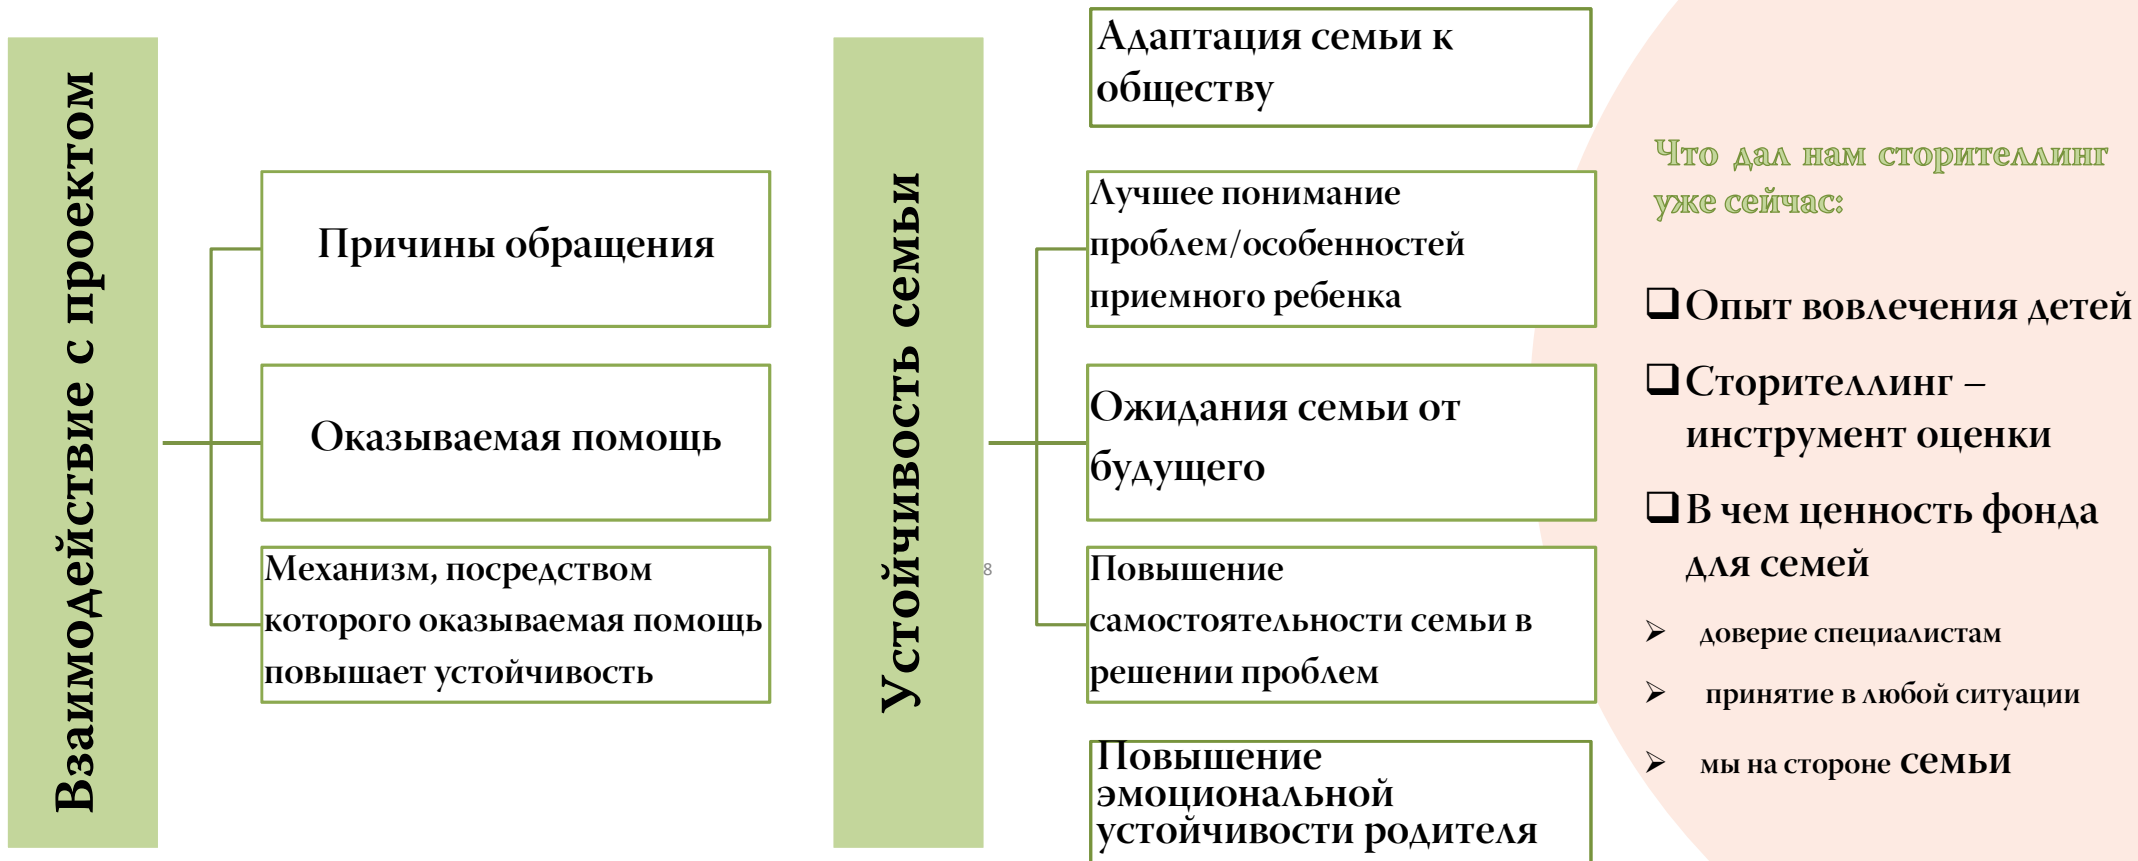 Взаимодействие с проектом
Причины обращения
Оказываемая помощь
Механизм, посредством
которого оказываемая помощь
повышает устойчивость
Устойчивость семьи
8
Адаптация семьи к
обществу
Лучшее понимание
проблем/особенностей
приемного ребенка
Ожидания семьи от
будущего
Повышение
самостоятельности семьи в
решении проблем
Повышение
эмоциональной
устойчивости родителя
Что дал нам сторителлинг
уже сейчас:
Опыт вовлечения детей
Сторителлинг –
инструмент оценки
В чем ценность фонда
для семей
доверие специалистам
принятие в любой ситуации
мы на стороне семьи